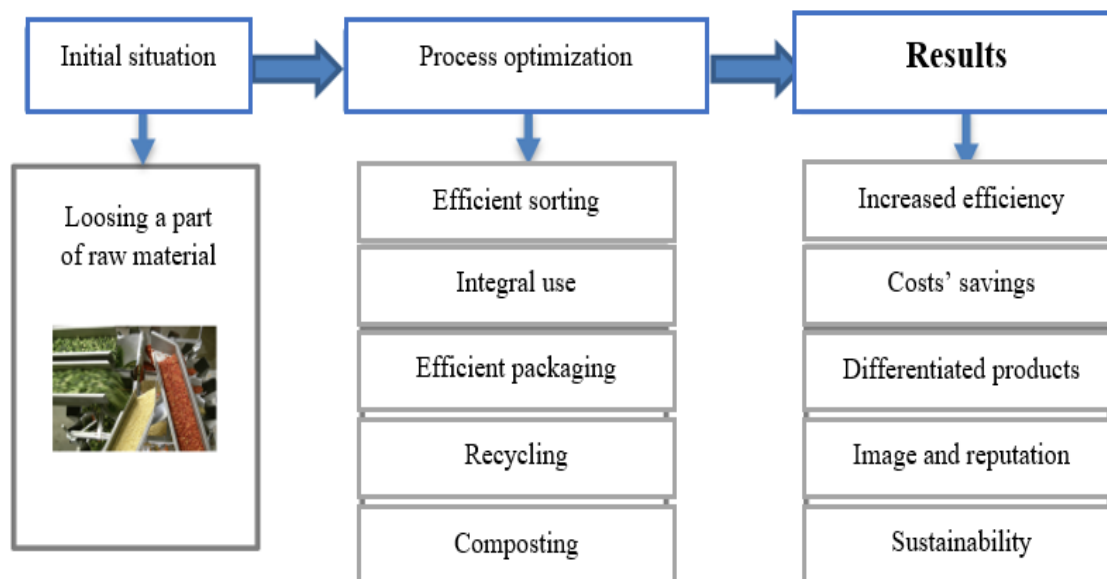 Initial situation
Process optimization
Results
Loosing a part
of raw material
Efficient sorting
Integral use
Efficient packaging
Recycling
Composting
Increased efficiency
Costs’ savings
Differentiated products
Image and reputation
Sustainability